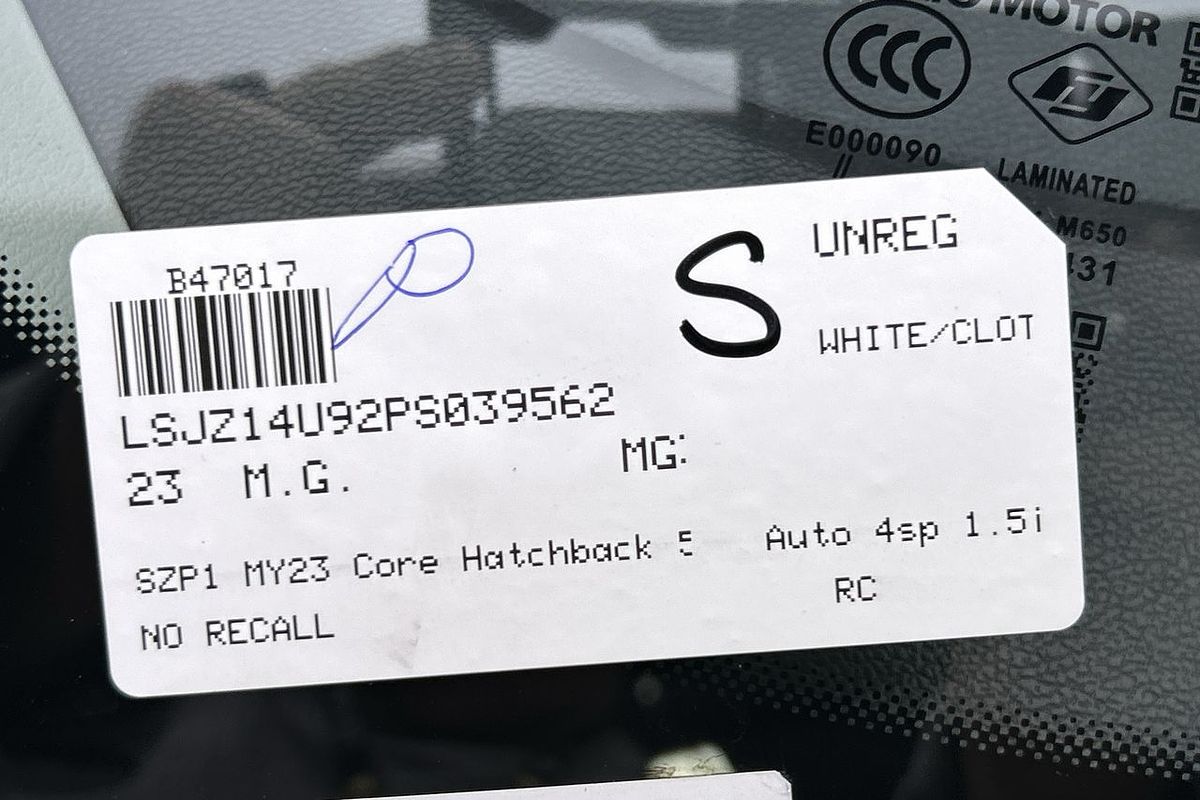 MOTOR
CCC
E000090
//
LAMINATED
M650
431
B47017
S
UNREG
WHITE/CLOT
LSJZ14U92PS039562
23 M.G.
MG
SZP1 MY23 Core Hatchback 5 Auto 4sp 1.5i
NO RECALL
RC